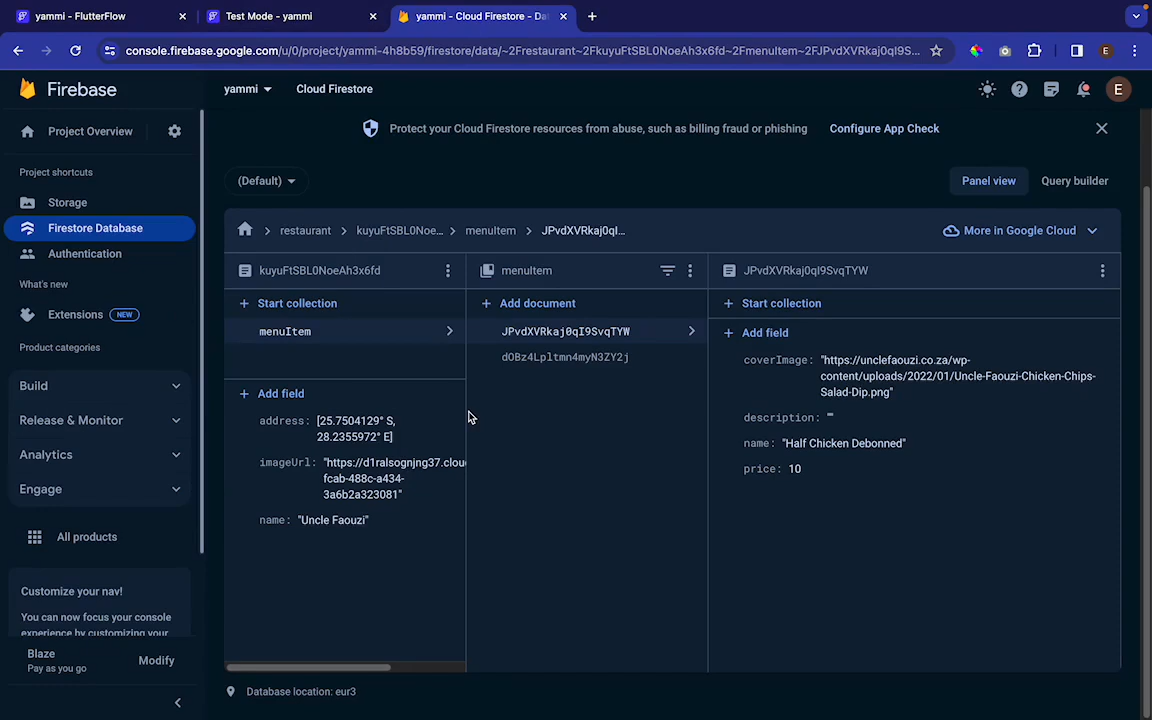 yammi - FlutterFlow
Test Mode - yammi
yammi - Cloud Firestore - Da
console.firebase.google.com/u/0/project/yammi-4h8b59/firestore/data/~2Frestaurant~2FkuyuFtSBL0NoeAh3x6fd~2FmenuItem~2FJPvdXVRkaj0qI9S...
E
Firebase
yammi
Cloud Firestore
E
Project Overview
Project shortcuts
Storage
Firestore Database
Authentication
What's new
Extensions NEW
Product categories
Build
Release & Monitor
Analytics
Engage
All products
Customize your nav!
You can now focus your console
experience by customizing your
Blaze
Pay as you go
Modify
Protect your Cloud Firestore resources from abuse, such as billing fraud or phishing
Configure App Check
(Default)
Panel view
Query builder
restaurant > kuyuFtSBL0Noe... > menuItem > JPvdXVRkaj0qI...
More in Google Cloud
kuyuFtSBL0NoeAh3x6fd
+ Start collection
menuItem
+ Add field
address: [25.7504129° S,
28.2355972° E]
imageUrl: "https://d1ralsognjng37.clou
fcab-488c-a434-
3a6b2a323081"
name: "Uncle Faouzi"
menuItem
+ Add document
JPvdXVRkaj0qI9SvqTYW
dOBz4Lpltmn4myN3ZY2j
JPvdXVRkaj0qI9SvqTYW
+ Start collection
+ Add field
coverImage: "https://unclefaouzi.co.za/wp-
content/uploads/2022/01/Uncle-Faouzi-Chicken-Chips-
Salad-Dip.png"
description: ""
name: "Half Chicken Debonned"
price: 10
Database location: eur3